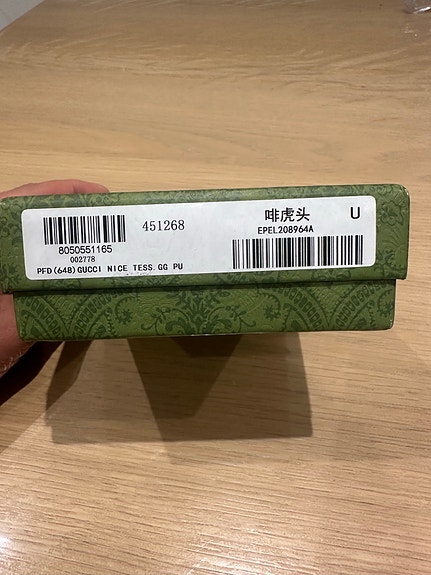 8050551165
002778
451268
啡虎头
U
EPEL208964A
PFD(648)GUCCI NICE TESS GG PU